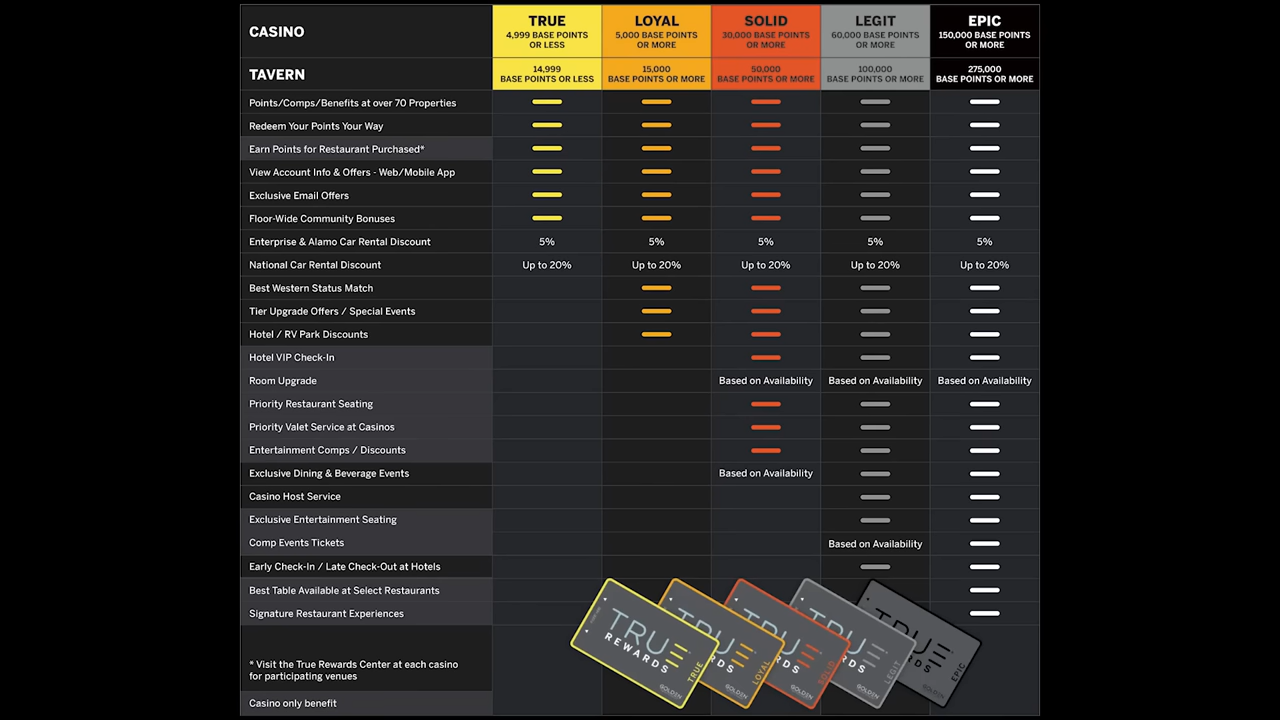 CASINO
TRUE
4,999 BASE POINTS
OR LESS
LOYAL
5,000 BASE POINTS
OR MORE
SOLID
30,000 BASE POINTS
OR MORE
LEGIT
60,000 BASE POINTS
OR MORE
EPIC
150,000 BASE POINTS
OR MORE
TAVERN
14,999
BASE POINTS OR LESS
15,000
BASE POINTS OR MORE
50,000
BASE POINTS OR MORE
100,000
BASE POINTS OR MORE
275,000
BASE POINTS OR MORE
Points/Comps/Benefits at over 70 Properties
Redeem Your Points Your Way
Earn Points for Restaurant Purchased*
View Account Info & Offers - Web/Mobile App
Exclusive Email Offers
Floor-Wide Community Bonuses
Enterprise & Alamo Car Rental Discount 5% 5% 5% 5% 5%
National Car Rental Discount Up to 20% Up to 20% Up to 20% Up to 20% Up to 20%
Best Western Status Match
Tier Upgrade Offers / Special Events
Hotel / RV Park Discounts
Hotel VIP Check-In
Room Upgrade Based on Availability Based on Availability Based on Availability
Priority Restaurant Seating
Priority Valet Service at Casinos
Entertainment Comps / Discounts
Exclusive Dining & Beverage Events Based on Availability
Casino Host Service
Exclusive Entertainment Seating
Comp Events Tickets Based on Availability
Early Check-In / Late Check-Out at Hotels
Best Table Available at Select Restaurants
Signature Restaurant Experiences
* Visit the True Rewards Center at each casino
for participating venues
Casino only benefit
TRUE
REWARDS
TRUE
GOLDEN
LOYAL
GOLDEN
SOLID
GOLDEN
LEGIT
GOLDEN
EPIC
GOLDEN